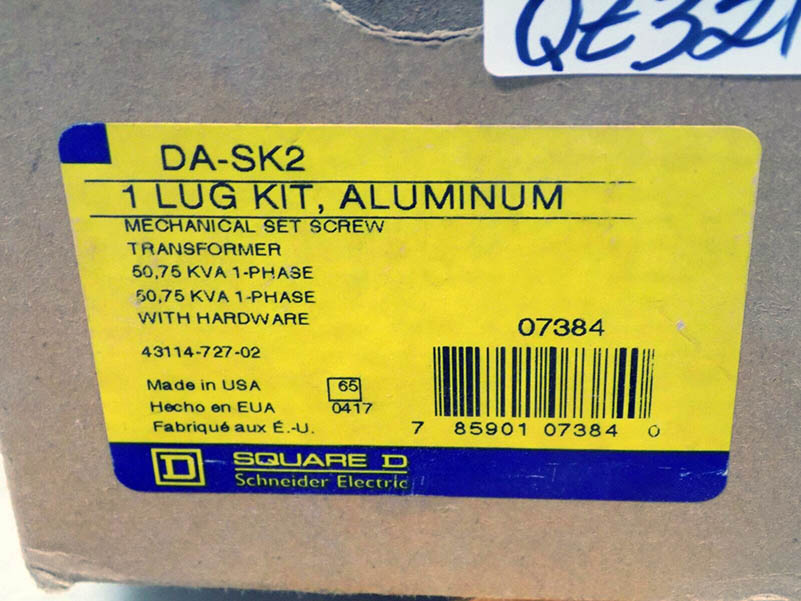 QE321
DA-SK2
1 LUG KIT, ALUMINUM
MECHANICAL SET SCREW
TRANSFORMER
50,75 KVA 1-PHASE
50,75 KVA 1-PHASE
WITH HARDWARE
07384
43114-727-02
Made in USA 65
Hecho en EUA 0417
Fabriqué aux É.-U.
7 85901 07384 0
D SQUARE D
Schneider Electric